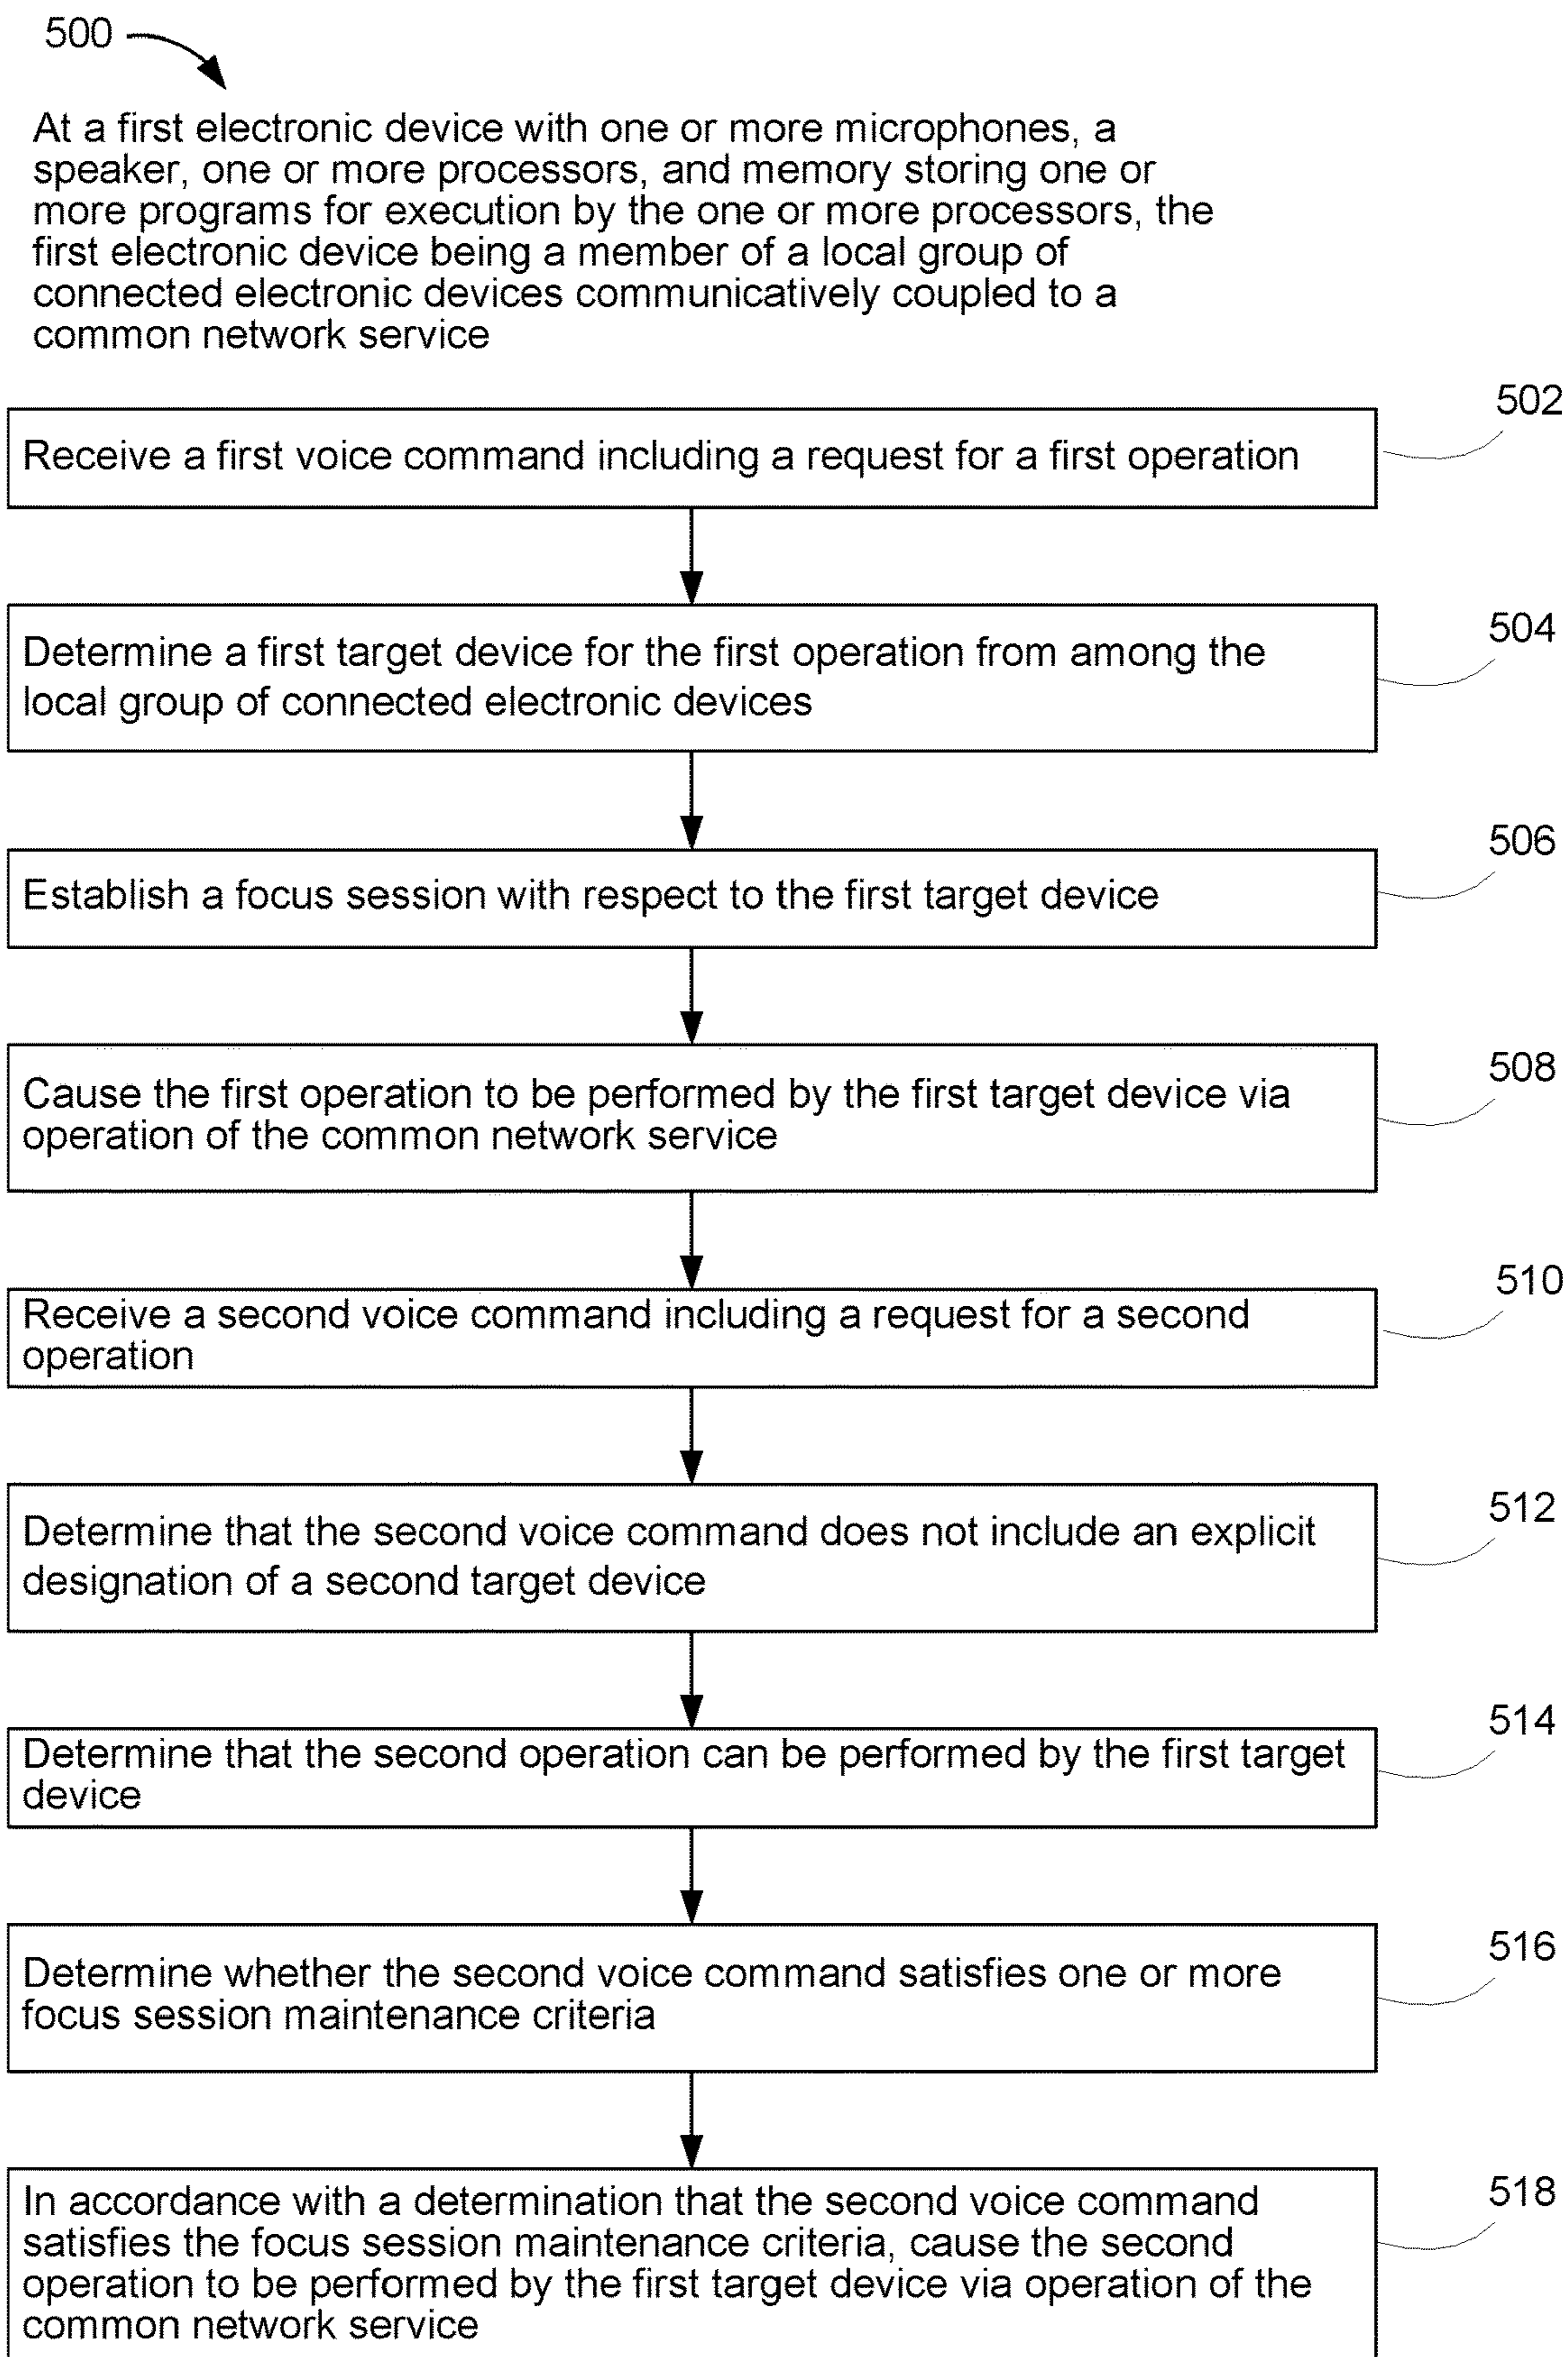 500
At a first electronic device with one or more microphones, a
speaker, one or more processors, and memory storing one or
more programs for execution by the one or more processors, the
first electronic device being a member of a local group of
connected electronic devices communicatively coupled to a
common network service
502
Receive a first voice command including a request for a first operation
504
Determine a first target device for the first operation from among the
local group of connected electronic devices
506
Establish a focus session with respect to the first target device
508
Cause the first operation to be performed by the first target device via
operation of the common network service
510
Receive a second voice command including a request for a second
operation
512
Determine that the second voice command does not include an explicit
designation of a second target device
514
Determine that the second operation can be performed by the first target
device
516
Determine whether the second voice command satisfies one or more
focus session maintenance criteria
518
In accordance with a determination that the second voice command
satisfies the focus session maintenance criteria, cause the second
operation to be performed by the first target device via operation of the
common network service